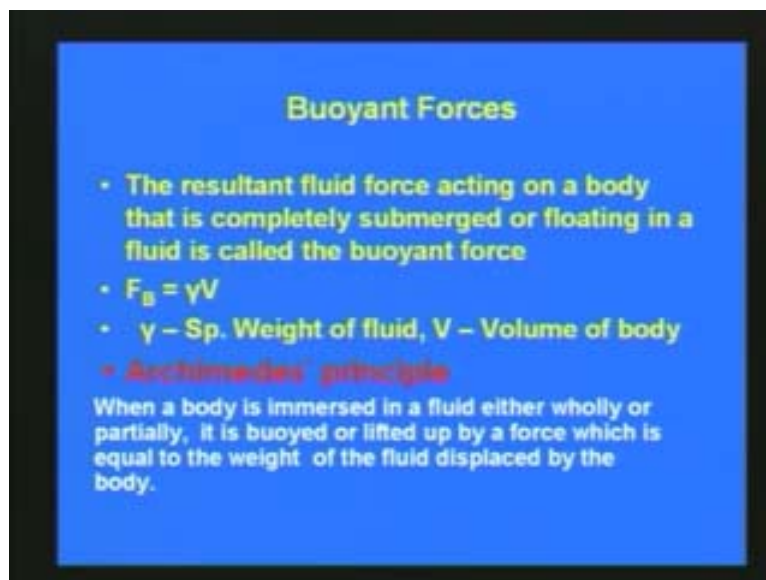 Buoyant Forces
• The resultant fluid force acting on a body
that is completely submerged or floating in a
fluid is called the buoyant force
• F_B = γV
• γ – Sp. Weight of fluid, V – Volume of body
• Archimedes' principle
When a body is immersed in a fluid either wholly or
partially, it is buoyed or lifted up by a force which is
equal to the weight of the fluid displaced by the
body.